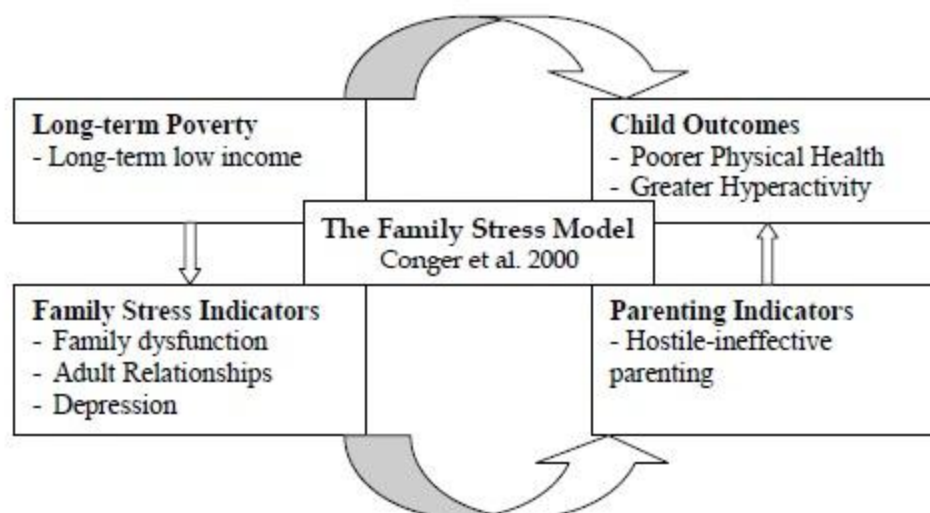 Long-term Poverty
- Long-term low income
Child Outcomes
- Poorer Physical Health
- Greater Hyperactivity
The Family Stress Model
Conger et al. 2000
Family Stress Indicators
- Family dysfunction
- Adult Relationships
- Depression
Parenting Indicators
- Hostile-ineffective
parenting